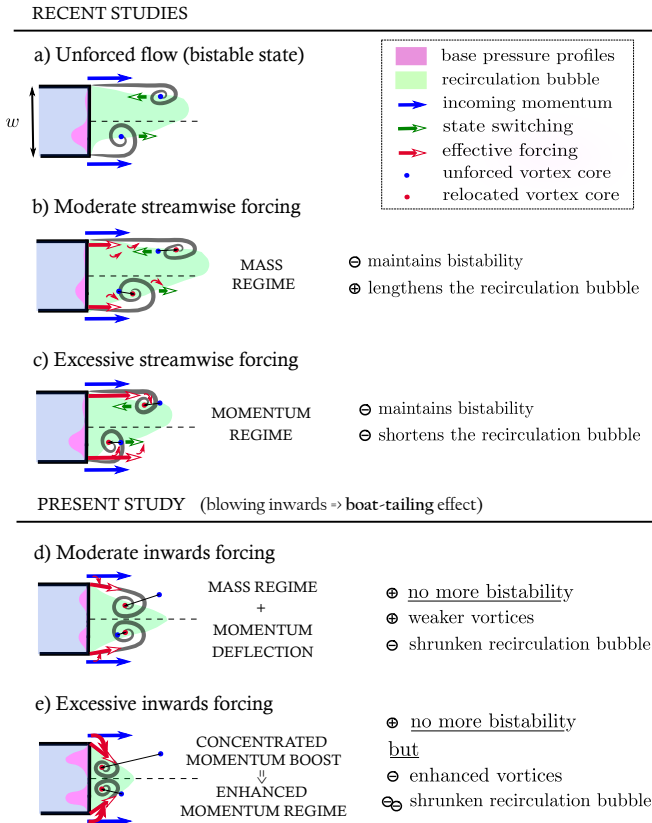 RECENT STUDIES
a) Unforced flow (bistable state)
w
base pressure profiles
recirculation bubble
incoming momentum
state switching
effective forcing
unforced vortex core
relocated vortex core
b) Moderate streamwise forcing
MASS
REGIME
⊖ maintains bistability
⊕ lengthens the recirculation bubble
c) Excessive streamwise forcing
MOMENTUM
REGIME
⊖ maintains bistability
⊖ shortens the recirculation bubble
PRESENT STUDY (blowing inwards ⇒ boat-tailing effect)
d) Moderate inwards forcing
MASS REGIME
+
MOMENTUM
DEFLECTION
⊕ no more bistability
⊕ weaker vortices
⊖ shrunken recirculation bubble
e) Excessive inwards forcing
CONCENTRATED
MOMENTUM BOOST
⇓
ENHANCED
MOMENTUM REGIME
⊕ no more bistability
but
⊖ enhanced vortices
⊖⊖ shrunken recirculation bubble